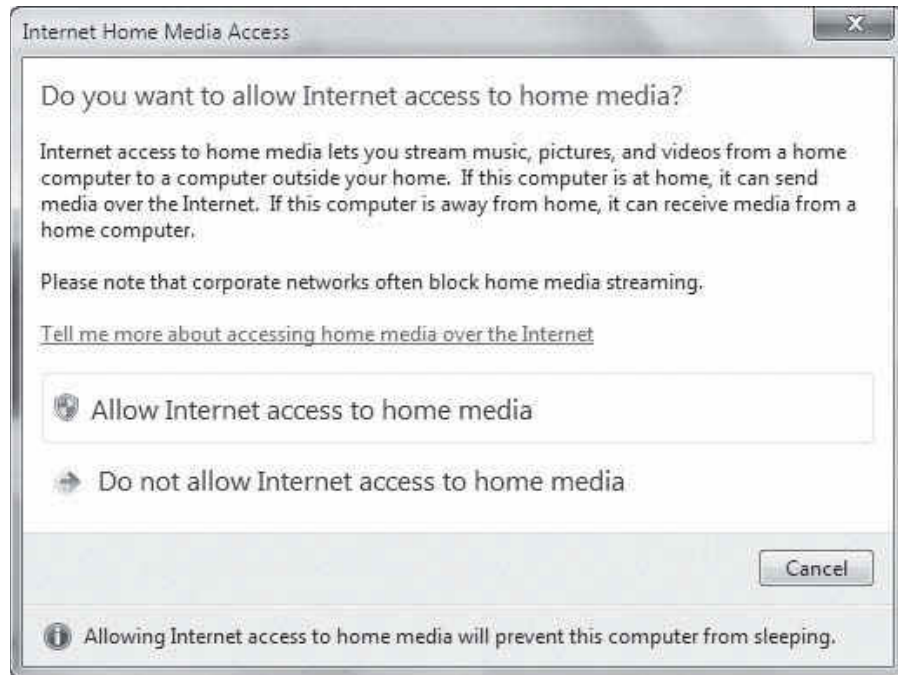 Internet Home Media Access
Do you want to allow Internet access to home media?
Internet access to home media lets you stream music, pictures, and videos from a home
computer to a computer outside your home. If this computer is at home, it can send
media over the Internet. If this computer is away from home, it can receive media from a
home computer.
Please note that corporate networks often block home media streaming.
Tell me more about accessing home media over the Internet
Allow Internet access to home media
Do not allow Internet access to home media
Cancel
Allowing Internet access to home media will prevent this computer from sleeping.